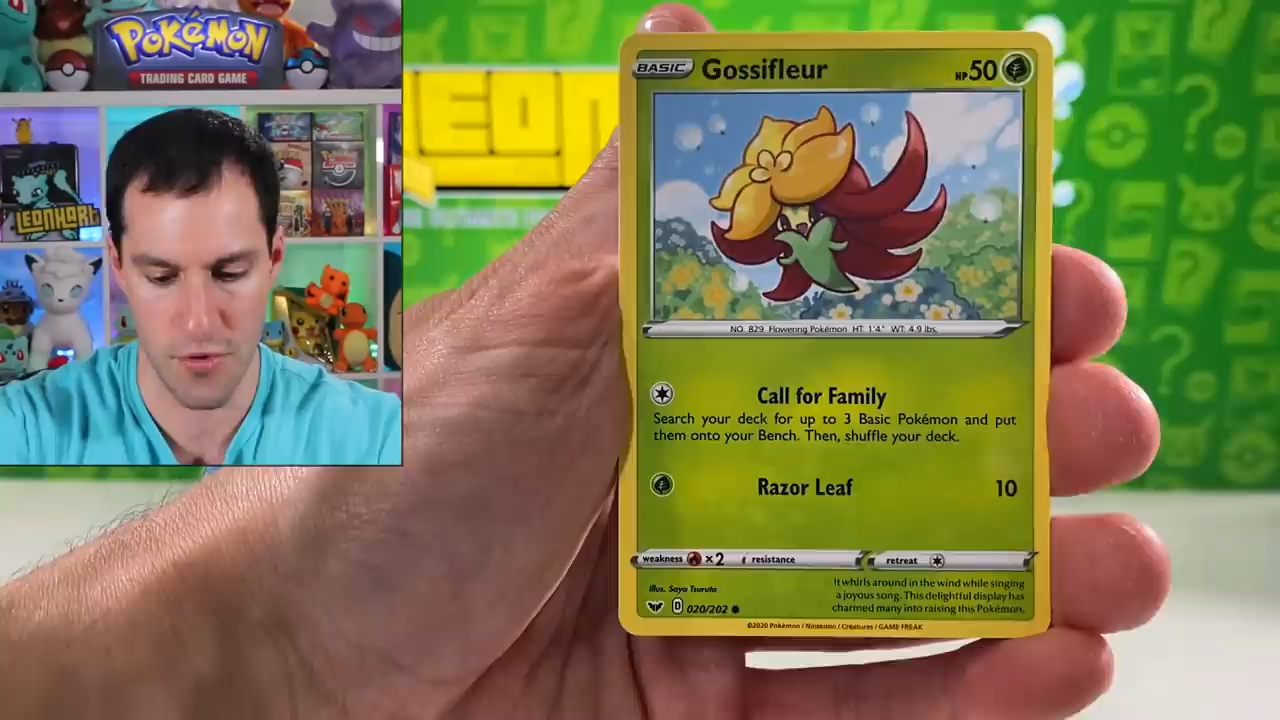 POKÉMON
TRADING CARD GAME
LEONHART
LEON
BASIC Gossifleur HP 50
NO. 829 Flowering Pokémon HT: 1'4" WT: 4.9 lbs.
Call for Family
Search your deck for up to 3 Basic Pokémon and put
them onto your Bench. Then, shuffle your deck.
Razor Leaf 10
weakness ×2 resistance retreat
It whirls around in the wind while singing
a joyous song. This delightful display has
charmed many into raising this Pokémon.
Illus. Saya Tsuruta
D 020/202
©2020 Pokémon / Nintendo / Creatures / GAME FREAK